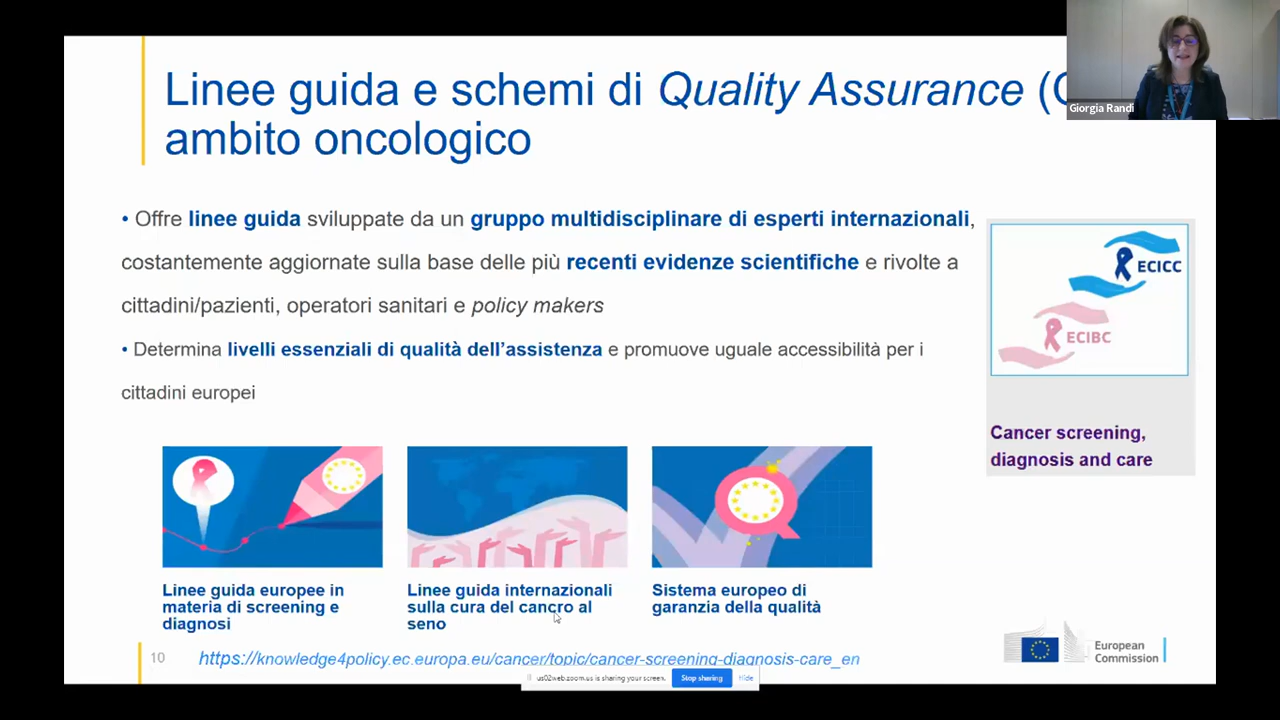 Linee guida e schemi di Quality Assurance (
ambito oncologico
Giorgia Randi
• Offre linee guida sviluppate da un gruppo multidisciplinare di esperti internazionali,
costantemente aggiornate sulla base delle più recenti evidenze scientifiche e rivolte a
cittadini/pazienti, operatori sanitari e policy makers
• Determina livelli essenziali di qualità dell'assistenza e promuove uguale accessibilità per i
cittadini europei
ECICC
ECIBC
Cancer screening,
diagnosis and care
Linee guida europee in
materia di screening e
diagnosi
Linee guida internazionali
sulla cura del cancro al
seno
Sistema europeo di
garanzia della qualità
10
https://knowledge4policy.ec.europa.eu/cancer/topic/cancer-screening-diagnosis-care_en
European
Commission
us02web.zoom.us is sharing your screen.
Stop sharing
Hide